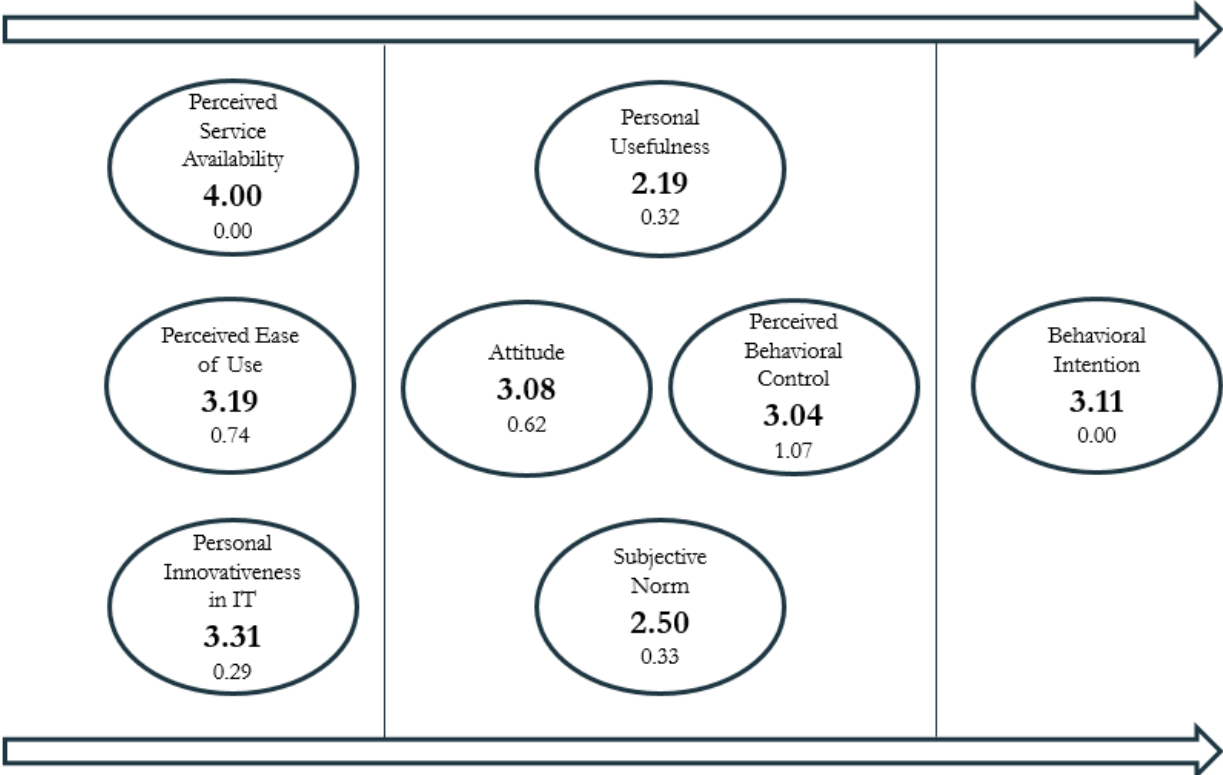 Perceived
Service
Availability
4.00
0.00
Personal
Usefulness
2.19
0.32
Perceived Ease
of Use
3.19
0.74
Attitude
3.08
0.62
Perceived
Behavioral
Control
3.04
1.07
Behavioral
Intention
3.11
0.00
Personal
Innovativeness
in IT
3.31
0.29
Subjective
Norm
2.50
0.33